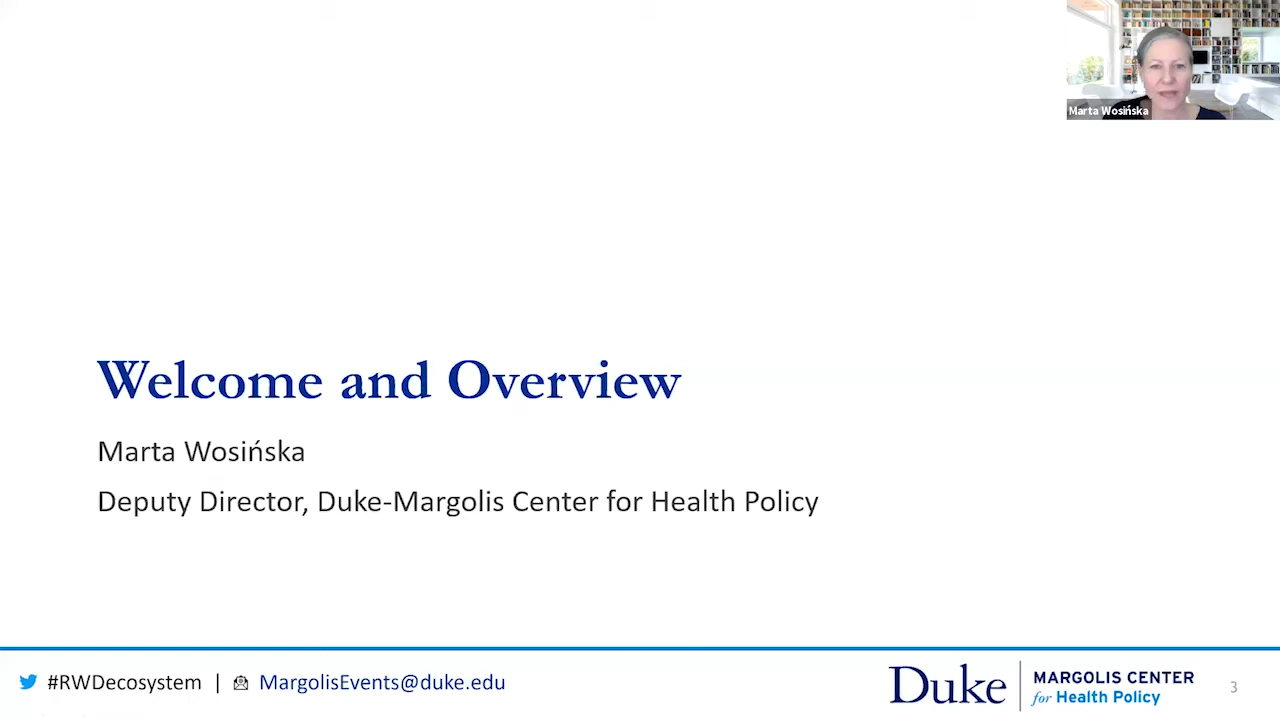 Marta Wosińska
Welcome and Overview
Marta Wosińska
Deputy Director, Duke-Margolis Center for Health Policy
#RWDecosystem | MargolisEvents@duke.edu
Duke MARGOLIS CENTER
for Health Policy
3